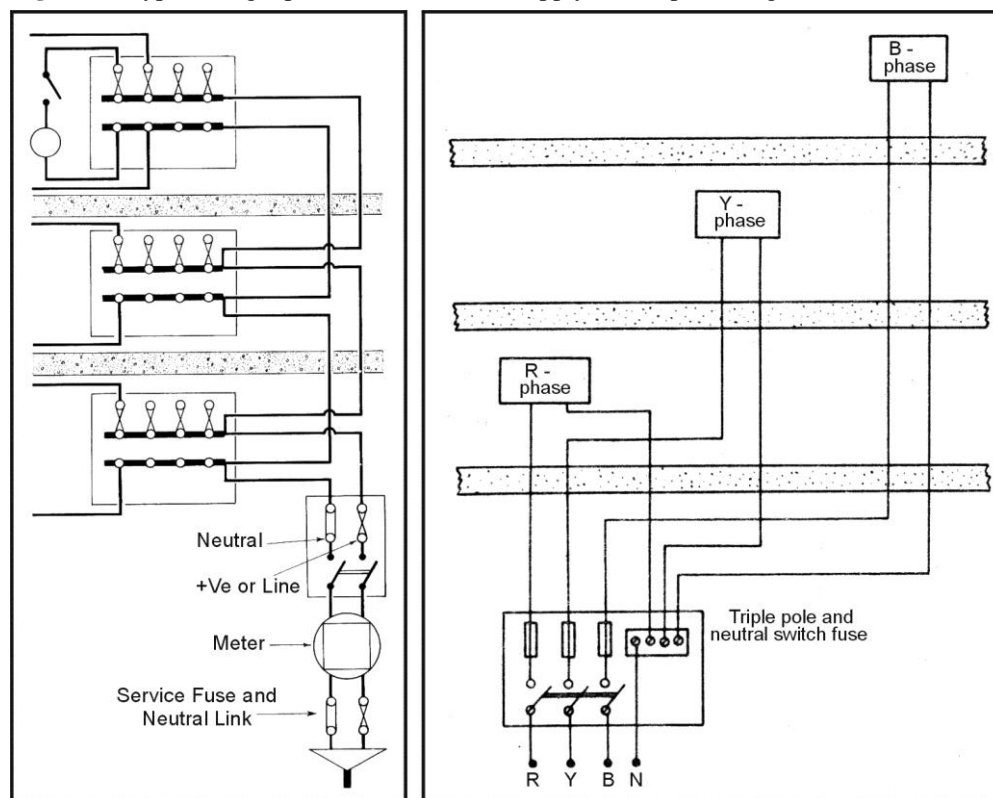 B -
phase
Y -
phase
R -
phase
Neutral
+Ve or Line
Meter
Service Fuse and
Neutral Link
Triple pole and
neutral switch fuse
R Y B N